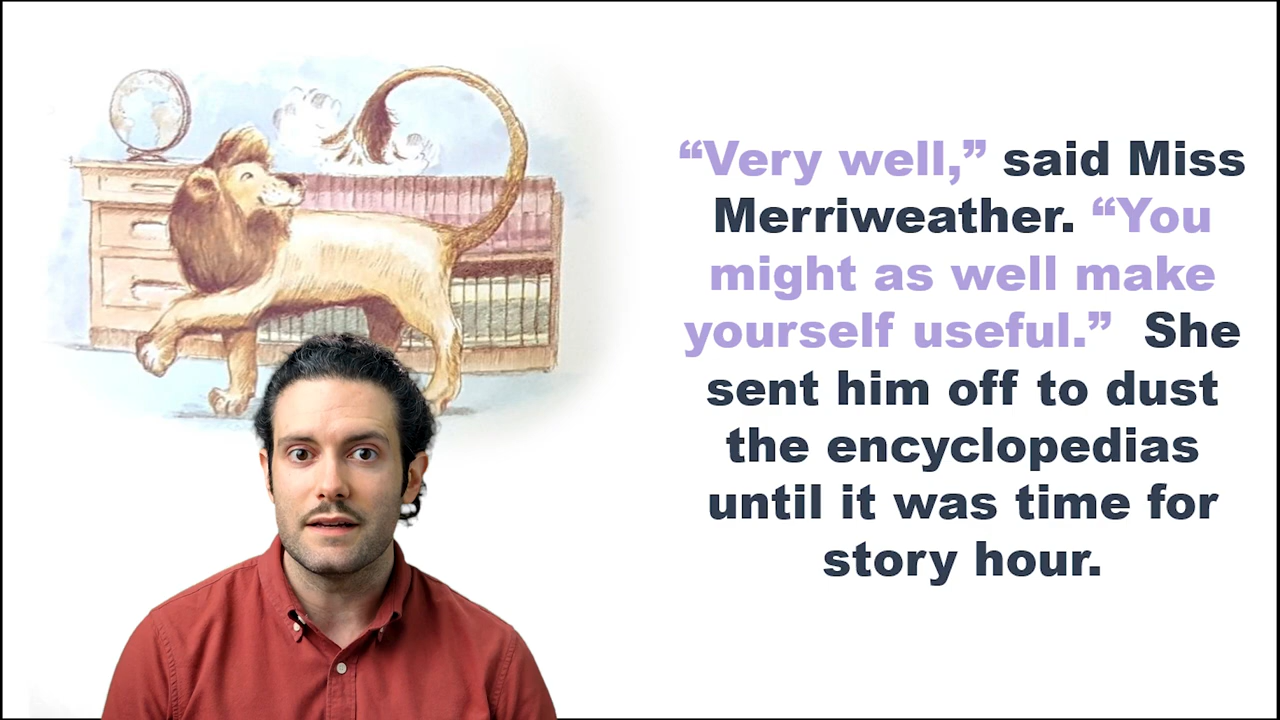 “Very well,” said Miss
Merriweather. “You
might as well make
yourself useful.”  She
sent him off to dust
the encyclopedias
until it was time for
story hour.